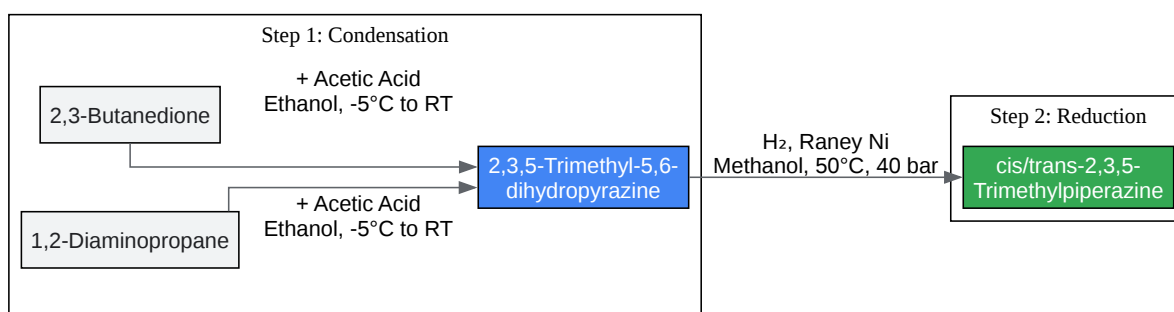 Step 1: Condensation
+ Acetic Acid
Ethanol, -5°C to RT
2,3-Butanedione
2,3,5-Trimethyl-5,6-
dihydropyrazine
+ Acetic Acid
Ethanol, -5°C to RT
1,2-Diaminopropane
H₂, Raney Ni
Methanol, 50°C, 40 bar
Step 2: Reduction
cis/trans-2,3,5-
Trimethylpiperazine